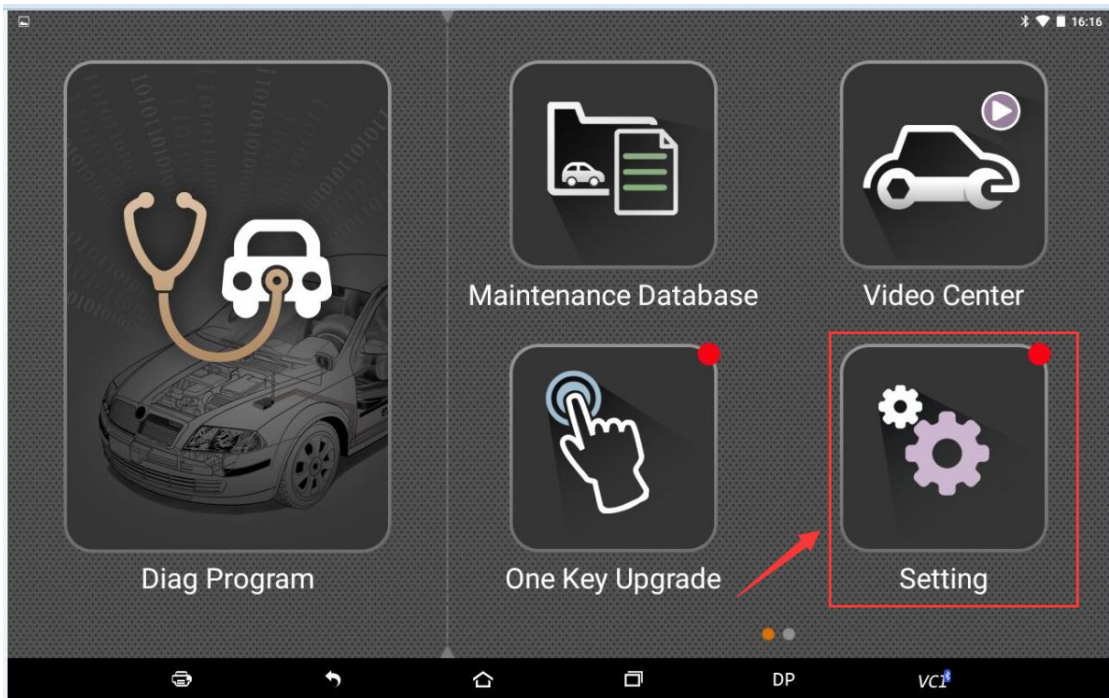 16:16
Maintenance Database
Video Center
Diag Program
One Key Upgrade
Setting
DP
VCI